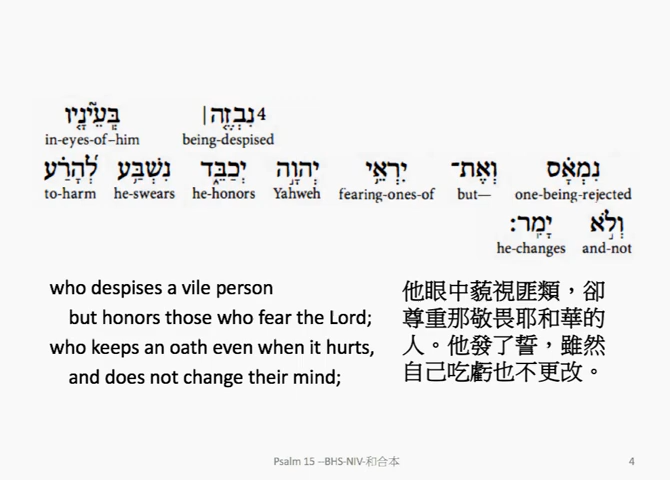 4 נִבְזֶ֤ה ׀ בְּֽעֵ֘ינָ֤יו
being-despised in-eyes-of–him
נִמְאָ֗ס וְאֶת־ יִרְאֵ֣י יְהוָ֣ה יְכַבֵּ֑ד נִשְׁבַּ֥ע לְ֝הָרַ֗ע
one-being-rejected but— fearing-ones-of Yahweh he-honors he-swears to-harm
וְלֹ֣א יָמִֽר׃
and-not he-changes
who despises a vile person
but honors those who fear the Lord;
who keeps an oath even when it hurts,
and does not change their mind;
他眼中藐視匪類，卻
尊重那敬畏耶和華的
人。他發了誓，雖然
自己吃虧也不更改。
Psalm 15 --BHS-NIV-和合本
4